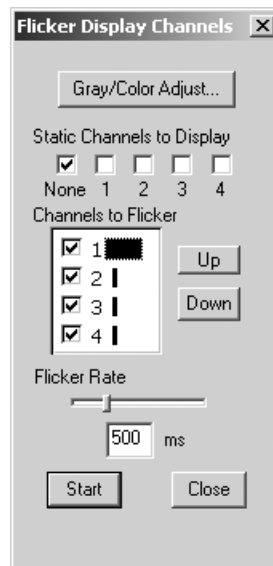 Flicker Display Channels
Gray/Color Adjust...
Static Channels to Display
None 1 2 3 4
Channels to Flicker
1
2
3
4
Up
Down
Flicker Rate
500 ms
Start Close